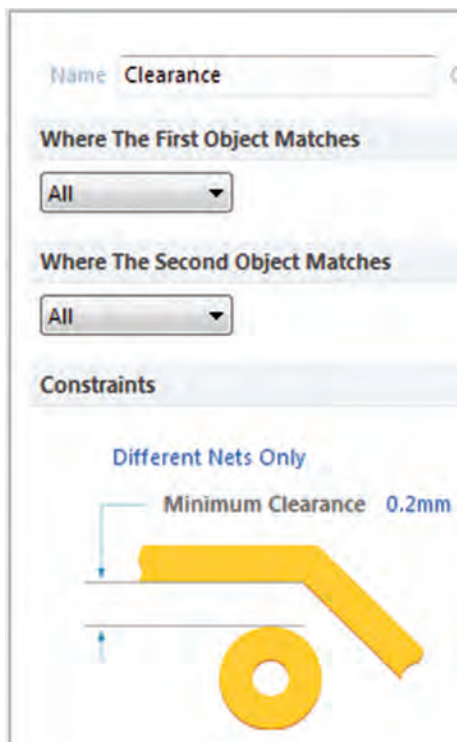 Name Clearance
Where The First Object Matches
All
Where The Second Object Matches
All
Constraints
Different Nets Only
Minimum Clearance 0.2mm